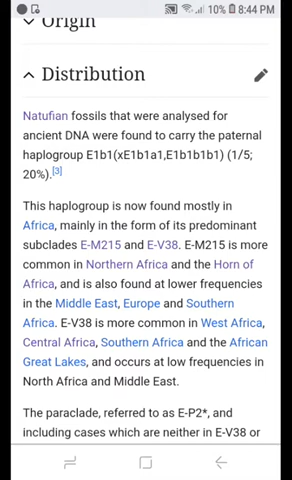 10% 8:44 PM
Origin
Distribution
Natufian fossils that were analysed for
ancient DNA were found to carry the paternal
haplogroup E1b1(xE1b1a1,E1b1b1b1) (1/5;
20%).[3]
This haplogroup is now found mostly in
Africa, mainly in the form of its predominant
subclades E-M215 and E-V38. E-M215 is more
common in Northern Africa and the Horn of
Africa, and is also found at lower frequencies
in the Middle East, Europe and Southern
Africa. E-V38 is more common in West Africa,
Central Africa, Southern Africa and the African
Great Lakes, and occurs at low frequencies in
North Africa and Middle East.
The paraclade, referred to as E-P2*, and
including cases which are neither in E-V38 or